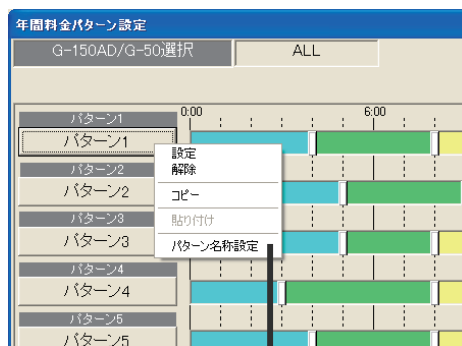 年間料金パターン設定
G-150AD/G-50選択
ALL
0:00
6:00
パターン1
パターン1
設定
解除
コピー
貼り付け
パターン名称設定
パターン2
パターン2
パターン3
パターン3
パターン4
パターン4
パターン5
パターン5